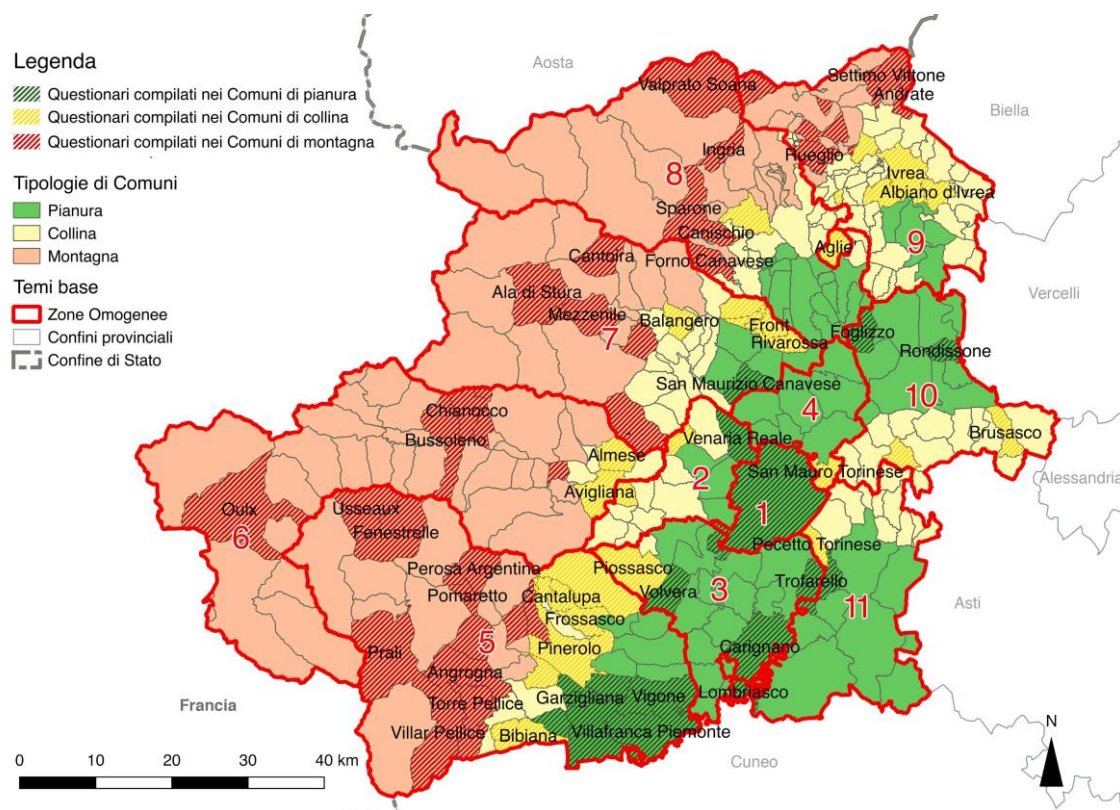 Legenda
Questionari compilati nei Comuni di pianura
Questionari compilati nei Comuni di collina
Questionari compilati nei Comuni di montagna
Tipologie di Comuni
Pianura
Collina
Montagna
Temi base
Zone Omogenee
Confini provinciali
Confine di Stato
Aosta
Biella
Vercelli
Alessandria
Asti
Cuneo
Francia
Valprato Soana
Settimo Vittone
Andrate
Ingria
Rueglio
8
Ivrea
Albiano d'Ivrea
Sparone
Canischio
9
Agliè
Cantoira
Forno Canavese
Ala di Stura
Mezzenile
7
Balangero
Front
Rivarossa
Foglizzo
Rondissone
San Maurizio Canavese
4
10
Chianocco
Bussoleno
Venaria Reale
Brusasco
Almese
San Mauro Torinese
Avigliana
2
1
Oulx
6
Usseaux
Fenestrelle
Pecetto Torinese
Perosa Argentina
Piossasco
Pomaretto
Cantalupa
Volvera
3
Trofarello
11
Frossasco
5
Prali
Pinerolo
Carignano
Angrogna
Torre Pellice
Garzigliana
Vigone
Lombriasco
Villar Pellice
Bibiana
Villafranca Piemonte
0 10 20 30 40 km
N